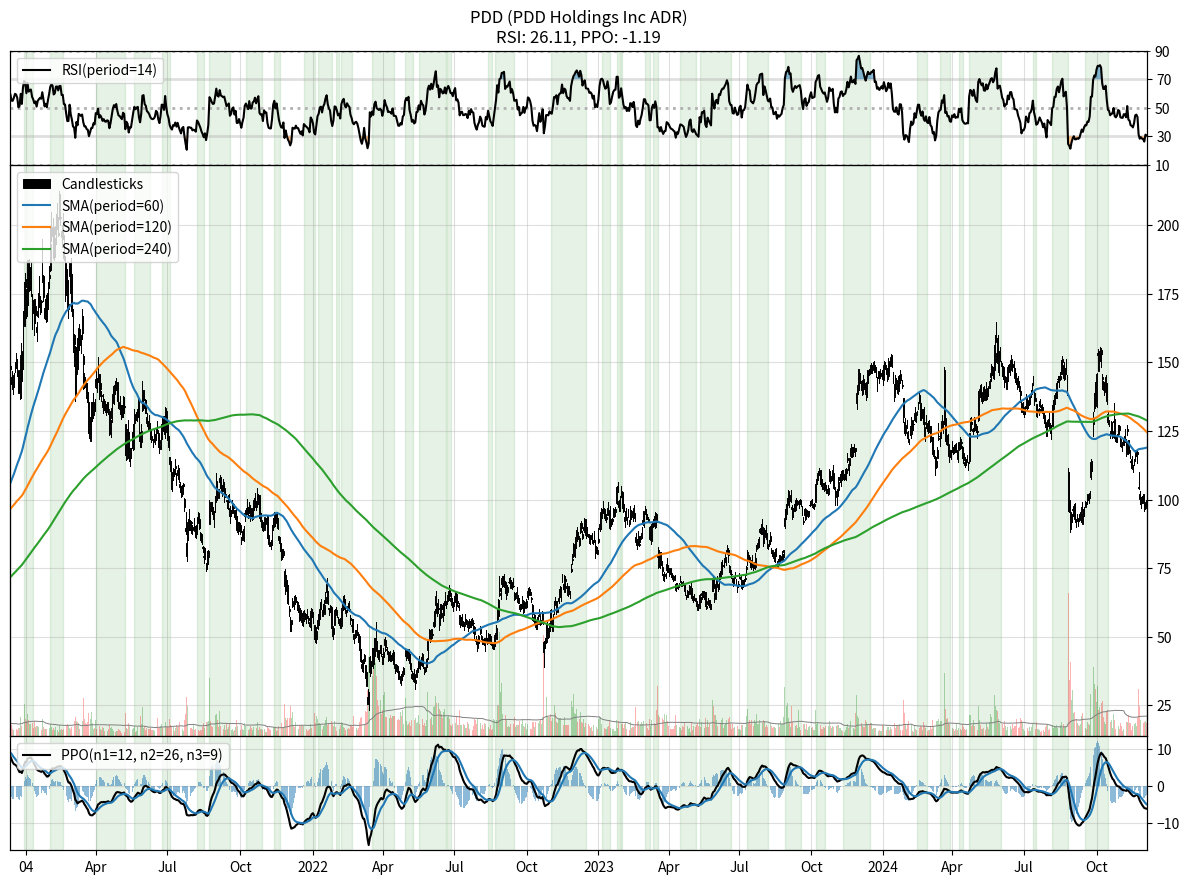 PDD (PDD Holdings Inc ADR)
RSI: 26.11, PPO: -1.19
RSI(period=14)
90
70
50
30
10
Candlesticks
SMA(period=60)
SMA(period=120)
SMA(period=240)
200
175
150
125
100
75
50
25
PPO(n1=12, n2=26, n3=9)
10
0
−10
04 Apr Jul Oct 2022 Apr Jul Oct 2023 Apr Jul Oct 2024 Apr Jul Oct